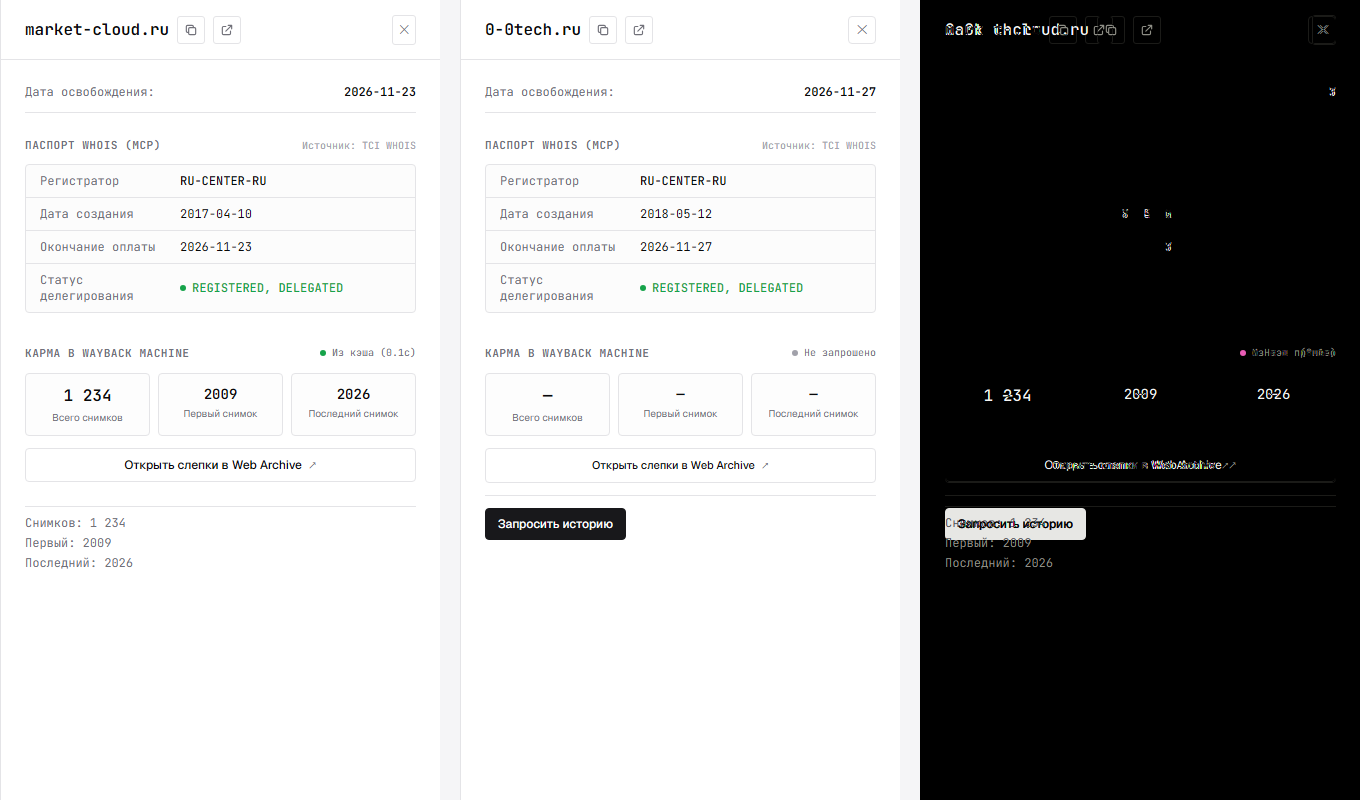 market-cloud.ru
Дата освобождения: 2026-11-23
ПАСПОРТ WHOIS (МСР) Источник: TCI WHOIS
Регистратор RU-CENTER-RU
Дата создания 2017-04-10
Окончание оплаты 2026-11-23
Статус
делегирования
REGISTERED, DELEGATED
КАРМА В WAYBACK MACHINE Из кэша (0.1с)
1 234 2009 2026
Всего снимков Первый снимок Последний снимок
Открыть слепки в Web Archive ↗
Снимков: 1 234
Первый: 2009
Последний: 2026
0-0tech.ru
Дата освобождения: 2026-11-27
ПАСПОРТ WHOIS (МСР) Источник: TCI WHOIS
Регистратор RU-CENTER-RU
Дата создания 2018-05-12
Окончание оплаты 2026-11-27
Статус
делегирования
REGISTERED, DELEGATED
КАРМА В WAYBACK MACHINE Не запрошено
— — —
Всего снимков Первый снимок Последний снимок
Открыть слепки в Web Archive ↗
Запросить историю
1 234 2009 2026
Запросить историю
Первый: 2009
Последний: 2026